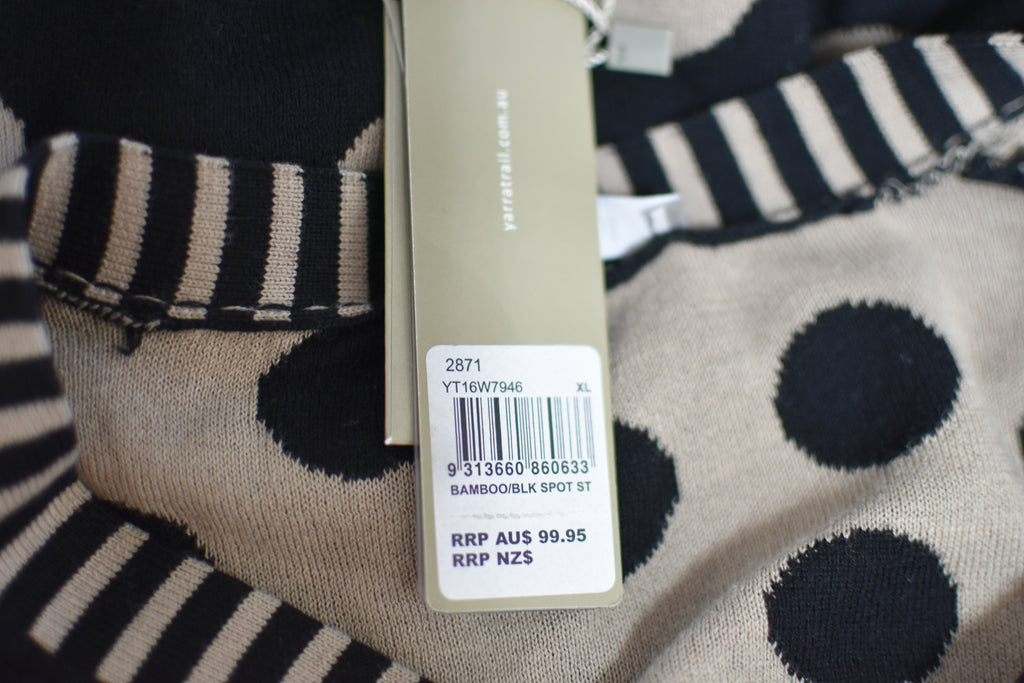 yarratrail.com.au
2871
YT16W7946 XL
9 313660 860633
BAMBOO/BLK SPOT ST
RRP AU$ 99.95
RRP NZ$